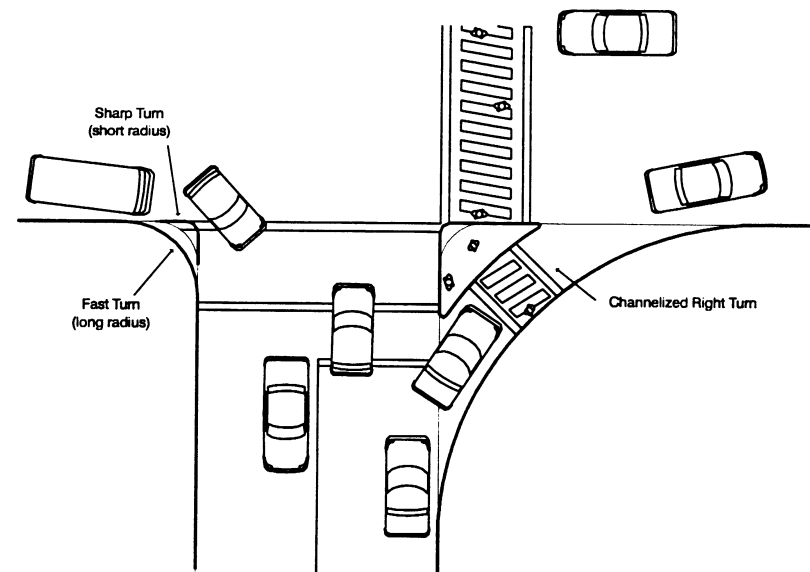 Sharp Turn
(short radius)
Fast Turn
(long radius)
Channelized Right Turn